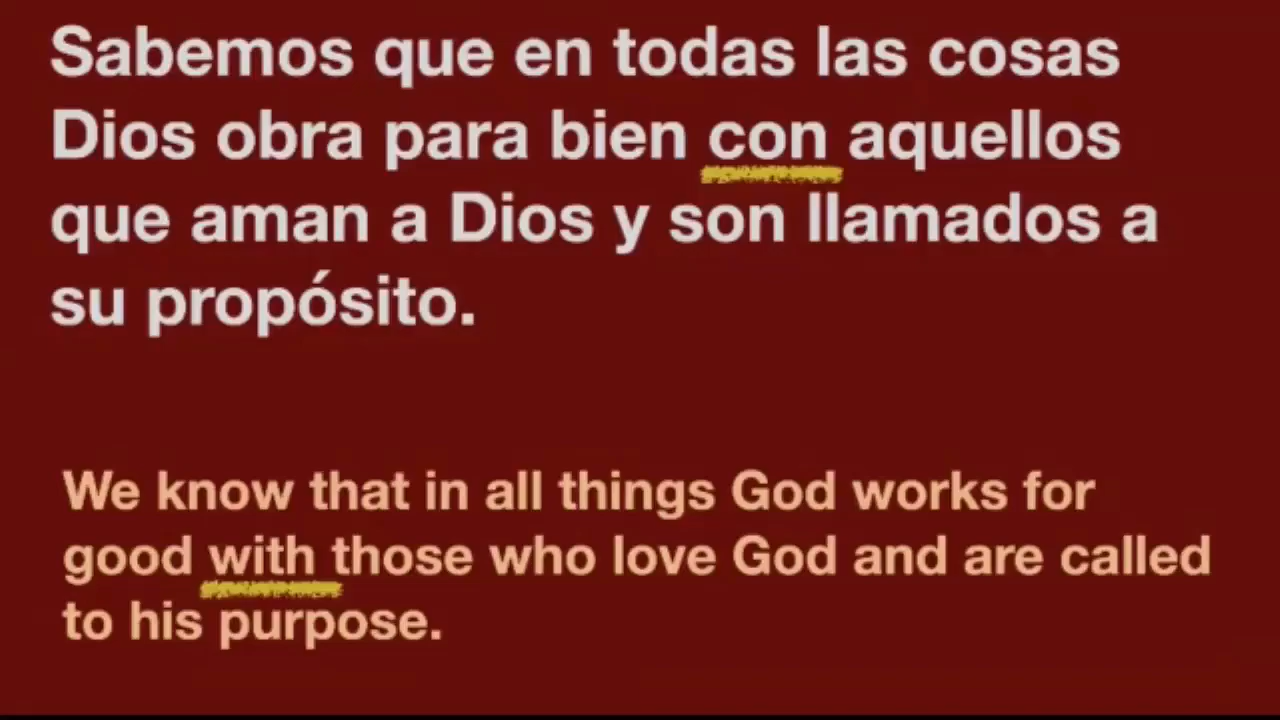 Sabemos que en todas las cosas
Dios obra para bien con aquellos
que aman a Dios y son llamados a
su propósito.
We know that in all things God works for
good with those who love God and are called
to his purpose.